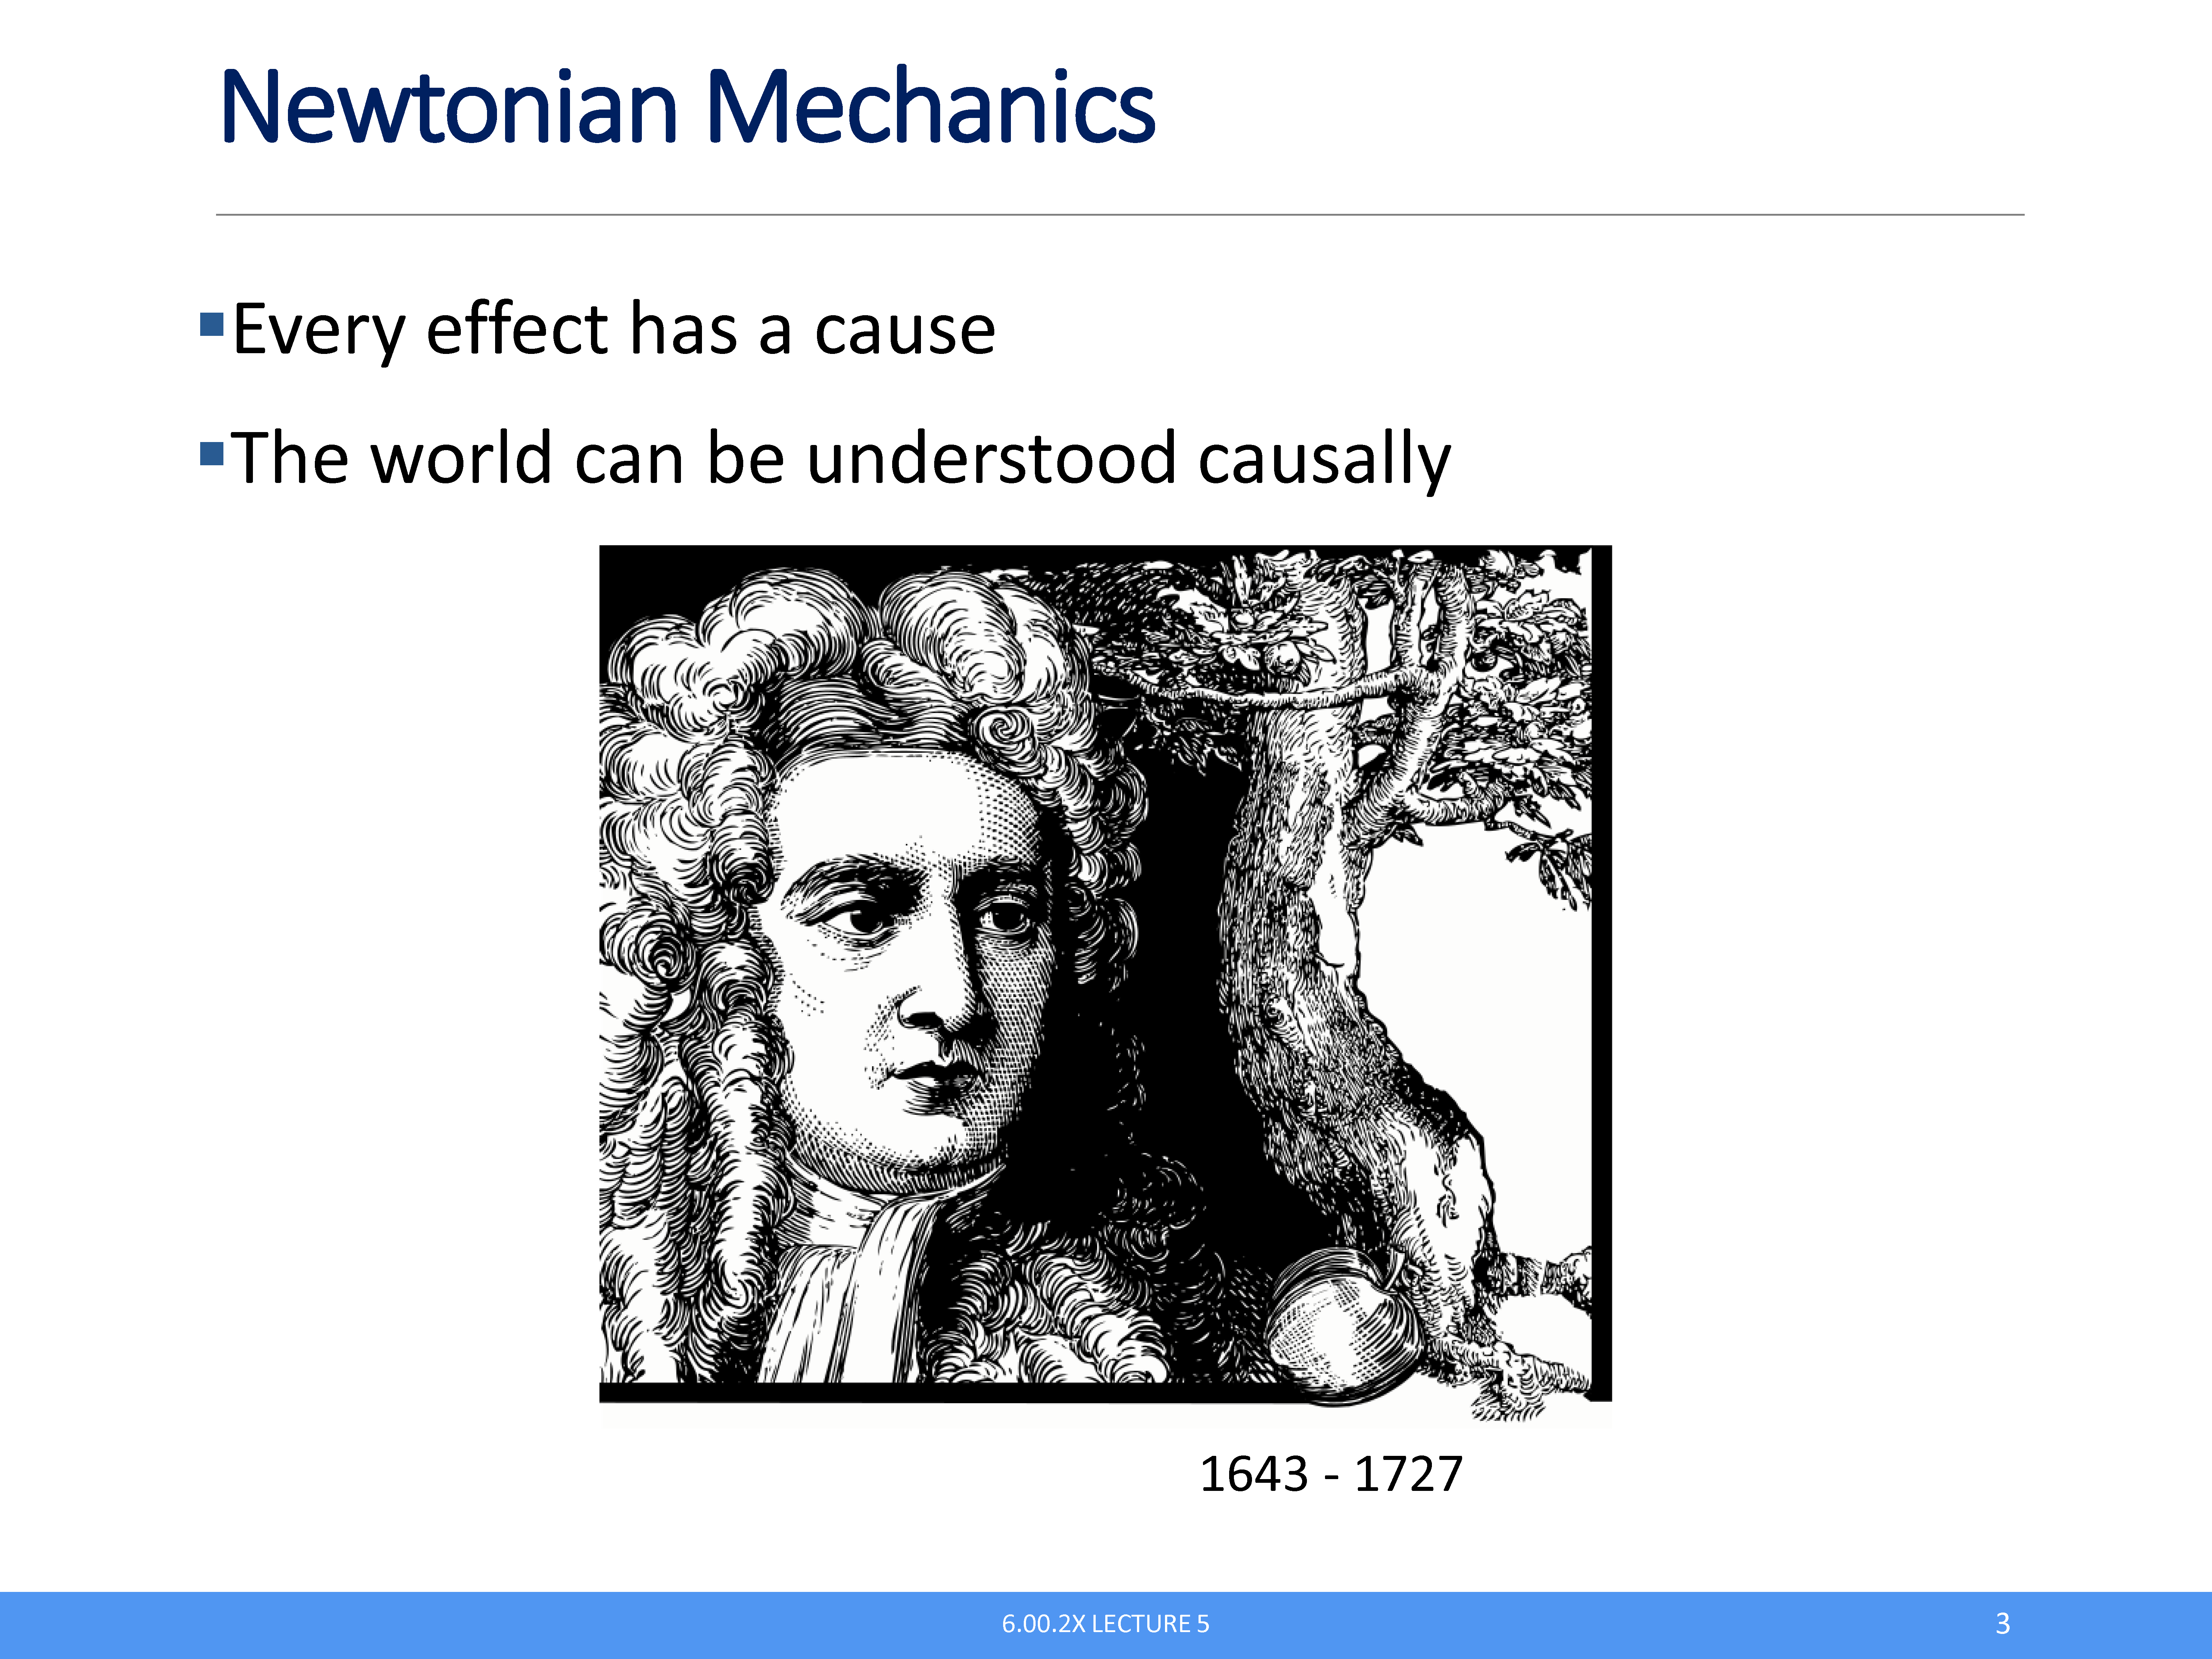 Newtonian Mechanics
▪Every effect has a cause
▪The world can be understood causally
1643 - 1727
6.00.2X LECTURE 5
3